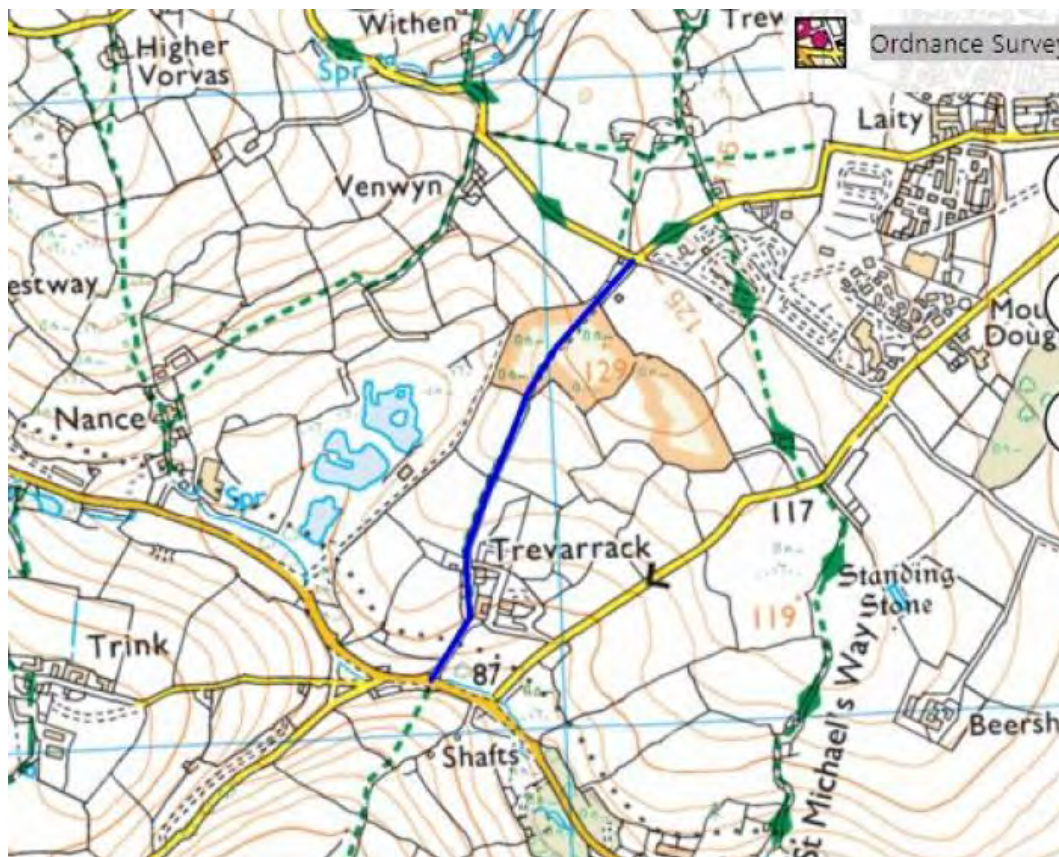 Withen
W
Trew
Ordnance Survey
Higher
Vorvas
Spr
Laity
Venwyn
estway
125
129
Mou
Doug
Nance
Spr
117
Trevarrack
Standing
Stone
119
Trink
87
St Michael's Way
Beersh
Shafts